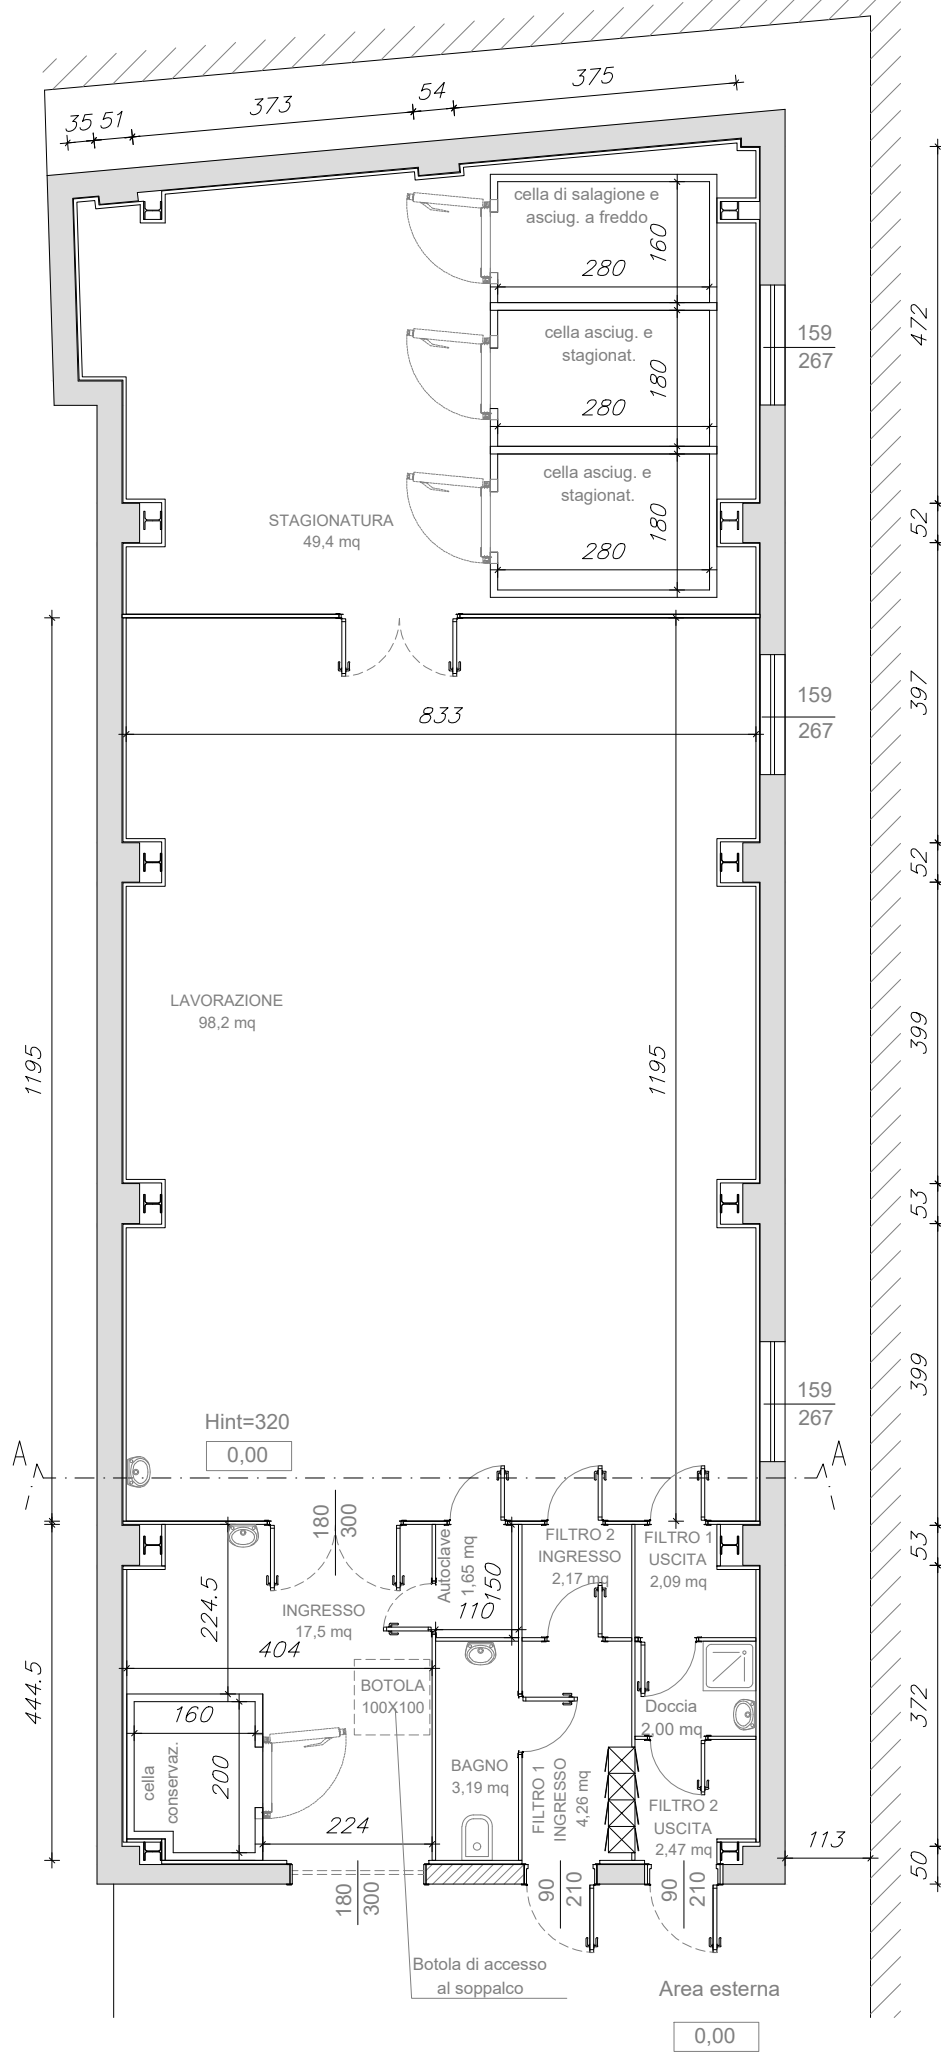 35
51
373
54
375
cella di salagione e
asciug. a freddo
160
280
159
267
472
cella asciug. e
stagionat.
180
280
cella asciug. e
stagionat.
180
280
STAGIONATURA
49,4 mq
52
397
159
267
833
52
LAVORAZIONE
98,2 mq
1195
1195
399
53
399
159
267
Hint=320
0,00
A
A
180
300
Autoclave
1,65 mq
150
110
FILTRO 2
INGRESSO
2,17 mq
FILTRO 1
USCITA
2,09 mq
53
224.5
INGRESSO
17,5 mq
404
444.5
BOTOLA
100X100
160
200
cella
conservaz.
224
BAGNO
3,19 mq
FILTRO 1
INGRESSO
4,26 mq
Doccia
2,00 mq
372
FILTRO 2
USCITA
2,47 mq
113
50
180
300
90
210
90
210
Botola di accesso
al soppalco
Area esterna
0,00